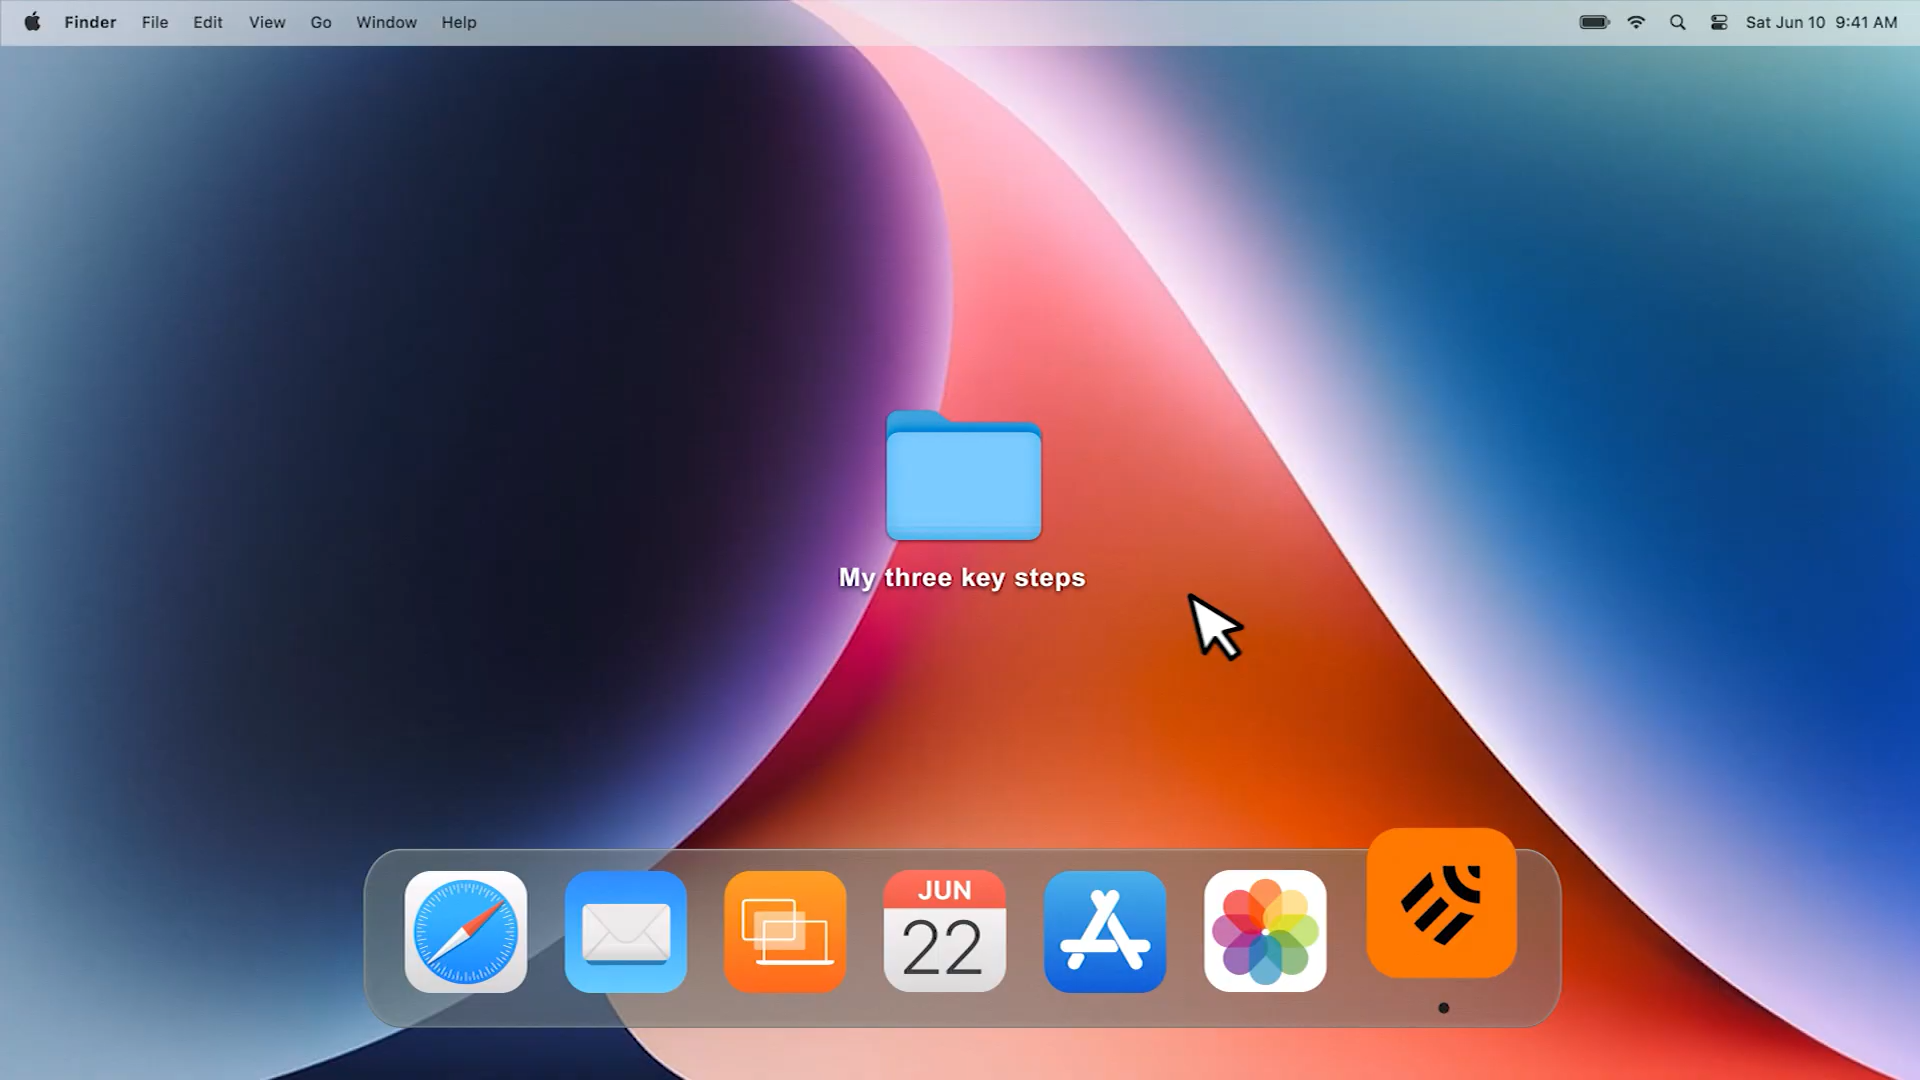 Finder File Edit View Go Window Help
Sat Jun 10 9:41 AM
My three key steps
JUN
22